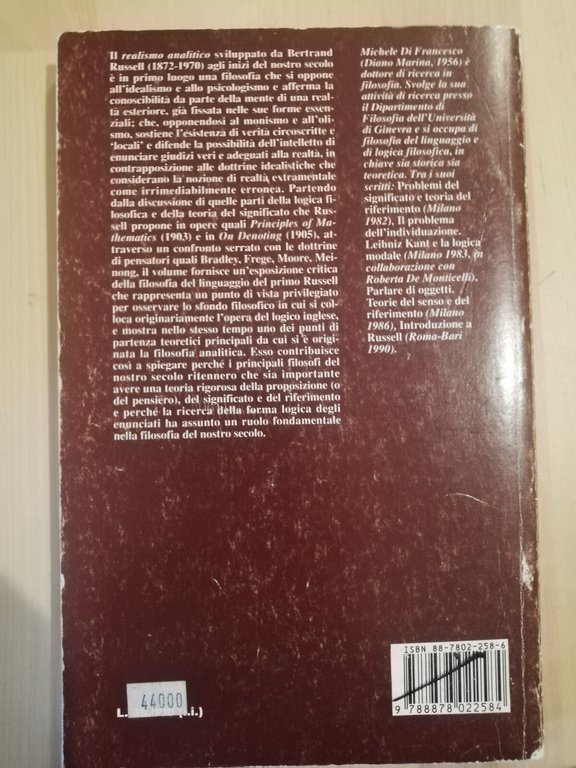 Il realismo analitico sviluppato da Bertrand
Russell (1872-1970) agli inizi del nostro secolo
è in primo luogo una filosofia che si oppone
all'idealismo e allo psicologismo e afferma la
conoscibilità da parte della mente di una real-
tà esteriore, già fissata nelle sue forme essen-
ziali; che, opponendosi al monismo e all'oli-
smo, sostiene l'esistenza di verità circoscritte e
'locali' e difende la possibilità dell'intelletto di
enunciare giudizi veri e adeguati alla realtà, in
contrapposizione alle dottrine idealistiche che
considerano la nozione di realtà extramentale
come irrimediabilmente erronea. Partendo
dalla discussione di quelle parti della logica fi-
losofica e della teoria del significato che Rus-
sell propone in opere quali Principles of Ma-
thematics (1903) e in On Denoting (1905), at-
traverso un confronto serrato con le dottrine
di pensatori quali Bradley, Frege, Moore, Mei-
nong, il volume fornisce un'esposizione critica
della filosofia del linguaggio del primo Russell
che rappresenta un punto di vista privilegiato
per osservare lo sfondo filosofico in cui si col-
loca originariamente l'opera del logico inglese,
e mostra nello stesso tempo uno dei punti di
partenza teoretici principali da cui si è origi-
nata la filosofia analitica. Esso contribuisce
così a spiegare perché i principali filosofi del
nostro secolo ritennero che sia importante
avere una teoria rigorosa della proposizione (o
del pensiero), del significato e del riferimento
e perché la ricerca della forma logica degli
enunciati ha assunto un ruolo fondamentale
nella filosofia del nostro secolo.
Michele Di Francesco
(Diano Marina, 1956) è
dottore di ricerca in
filosofia. Svolge la sua
attività di ricerca presso
il Dipartimento di
Filosofia dell'Università
di Ginevra e si occupa di
filosofia del linguaggio e
di logica filosofica, in
chiave sia storica sia
teoretica. Tra i suoi
scritti: Problemi del
significato e teoria del
riferimento (Milano
1982), Il problema
dell'individuazione.
Leibniz Kant e la logica
modale (Milano 1983, in
collaborazione con
Roberta De Monticelli),
Parlare di oggetti.
Teorie del senso e del
riferimento (Milano
1986), Introduzione a
Russell (Roma-Bari
1990).
ISBN 88-7802-258-6
9 788878 022584
44000
L. (i.i.)